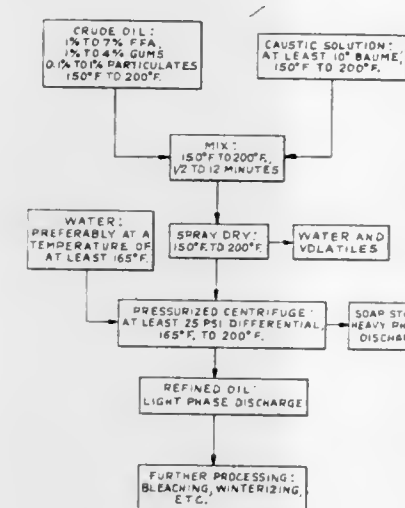 CRUDE OIL:
1% TO 7% FFA,
1% TO 4% GUMS
0.1% TO 1% PARTICULATES
150°F TO 200°F.
CAUSTIC SOLUTION:
AT LEAST 10° BAUME,
150°F TO 200°F.
MIX:
150°F TO 200°F.,
1/2 TO 12 MINUTES
WATER:
PREFERABLY AT A
TEMPERATURE OF
AT LEAST 165°F.
SPRAY DRY:
150°F. TO 200°F.
WATER AND
VOLATILES
PRESSURIZED CENTRIFUGE:
AT LEAST 25 PSI DIFFERENTIAL,
165°F. TO 200°F.
SOAP
HEAVY
REFINED OIL:
LIGHT PHASE DISCHARGE
FURTHER PROCESSING:
BLEACHING, WINTERIZING,
ETC.